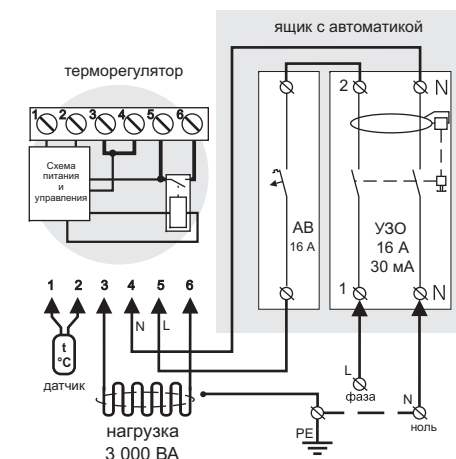 ящик с автоматикой
терморегулятор
1 2 3 4 5 6
Схема
питания
и
управления
2 N
АВ
16 А
УЗО
16 А
30 мА
1 N
1 2 3 4 5 6
N L
t
°C
датчик
L
фаза
N
ноль
PE
нагрузка
3 000 ВА